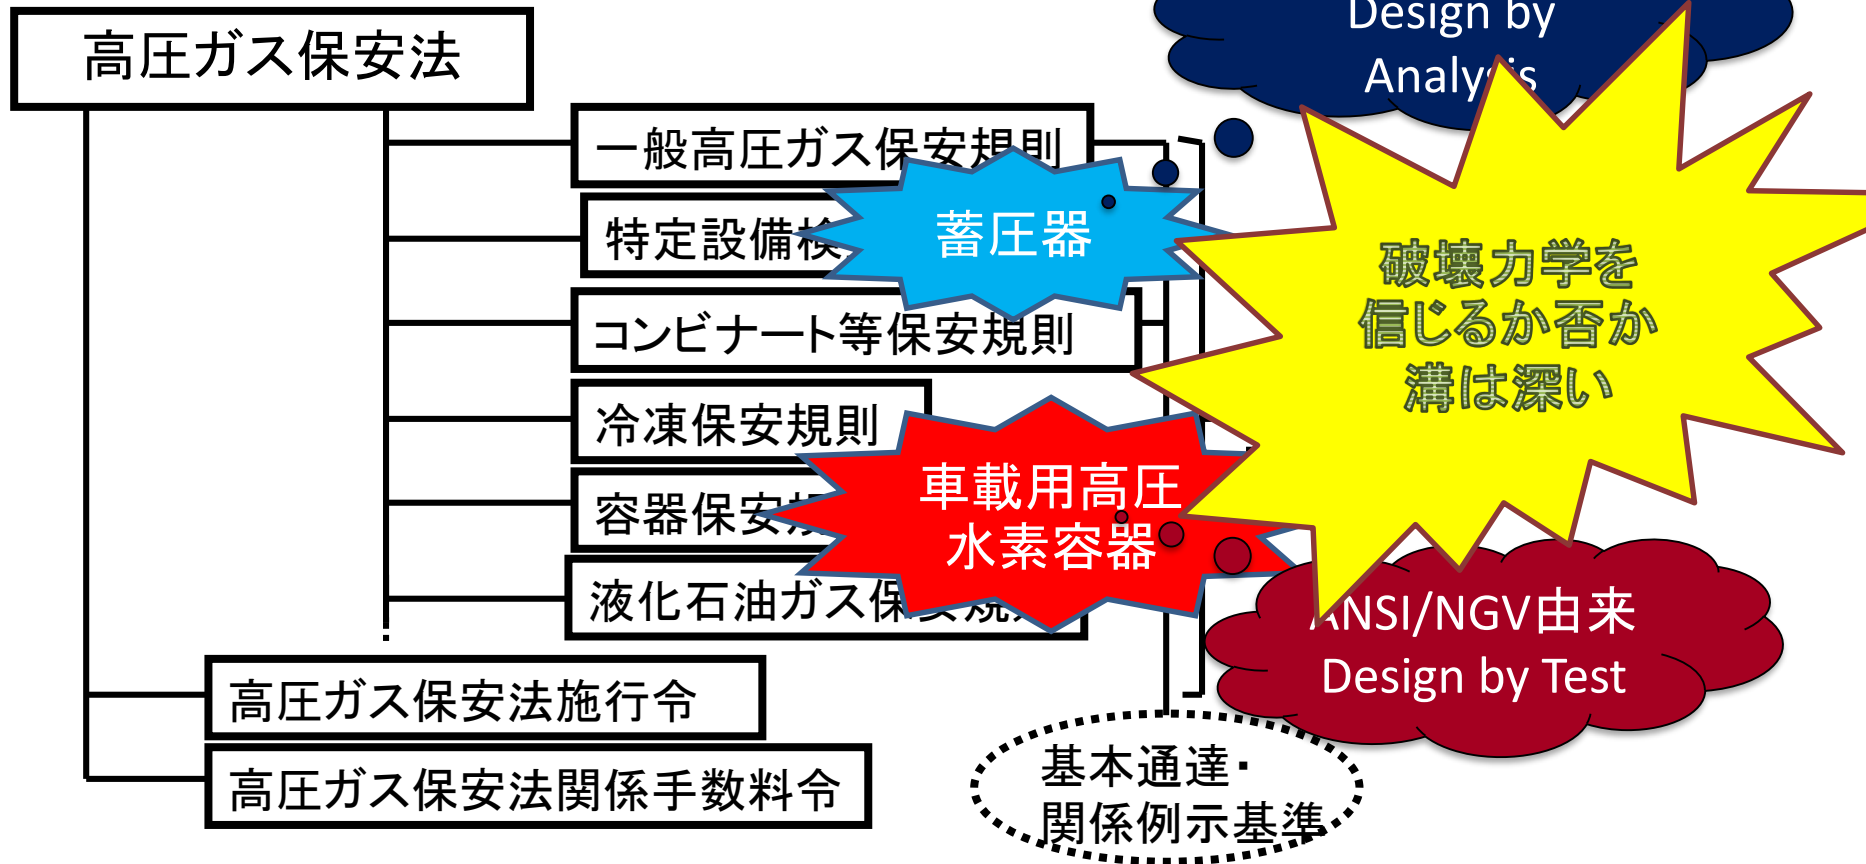 高圧ガス保安法
Design by
Analysis
一般高圧ガス保安規則
特定設備検
蓄圧器
破壊力学を
信じるか否か
溝は深い
コンビナート等保安規則
冷凍保安規則
容器保安規
車載用高圧
水素容器
液化石油ガス保安規則
ANSI/NGV由来
Design by Test
高圧ガス保安法施行令
高圧ガス保安法関係手数料令
基本通達・
関係例示基準